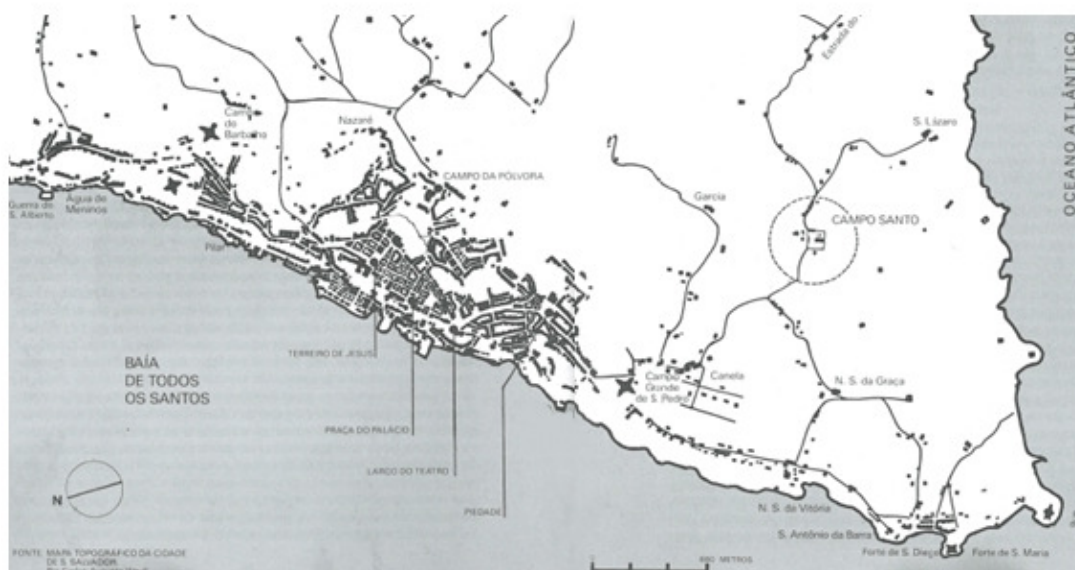 Estrada do
OCEANO ATLÂNTICO
Campo
do
Barbalho
Nazaré
S. Lázaro
CAMPO DA PÓLVORA
Garcia
CAMPO SANTO
Água de
Meninos
S. Alberto
Pilar
BAÍA
DE TODOS
OS SANTOS
TERREIRO DE JESUS
Campo
Grande
de S. Pedro
Canela
N. S. da Graça
PRAÇA DO PALÁCIO
LARGO DO TEATRO
N
PIEDADE
N. S. da Vitória
S. Antônio da Barra
Forte de S. Diego
Forte de S. Maria
FONTE: MAPA TOPOGRÁFICO DA CIDADE
DE S. SALVADOR
METROS